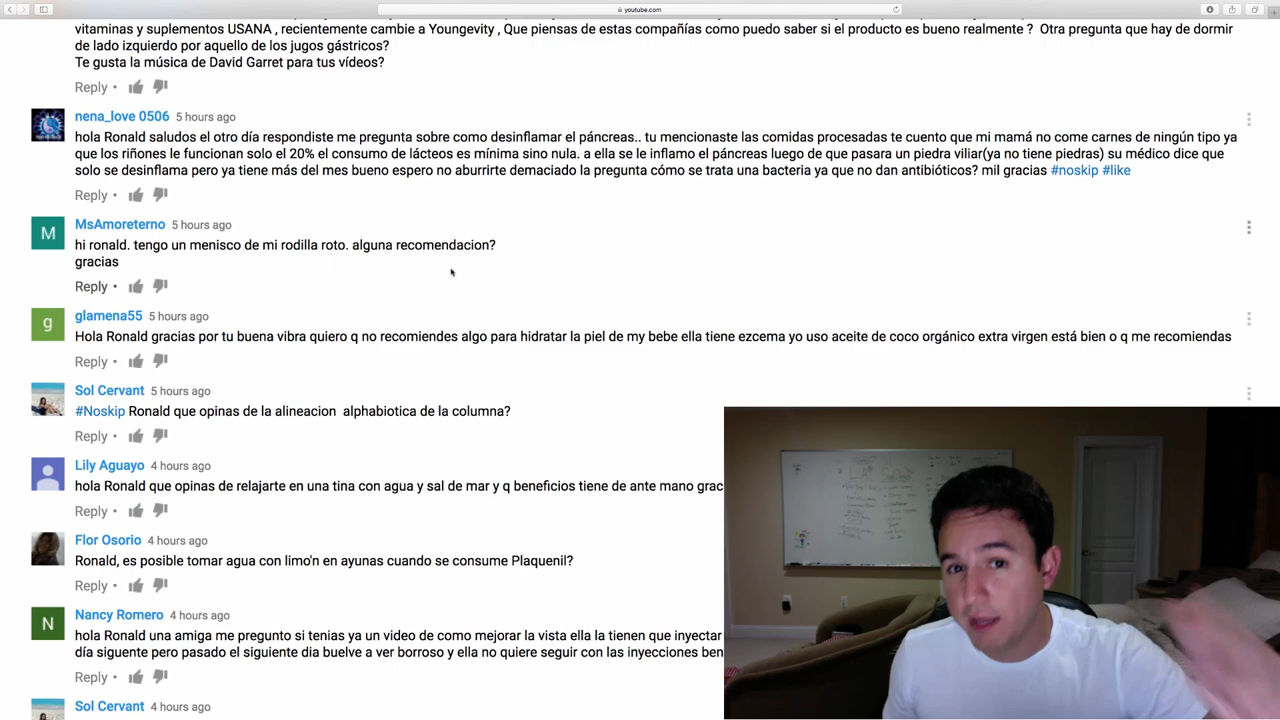 youtube.com
vitaminas y suplementos USANA , recientemente cambie a Youngevity , Que piensas de estas compañías como puedo saber si el producto es bueno realmente ? Otra pregunta que hay de dormir
de lado izquierdo por aquello de los jugos gástricos?
Te gusta la música de David Garret para tus vídeos?
Reply •
nena_love 0506 5 hours ago
hola Ronald saludos el otro día respondiste me pregunta sobre como desinflamar el páncreas.. tu mencionaste las comidas procesadas te cuento que mi mamá no come carnes de ningún tipo ya
que los riñones le funcionan solo el 20% el consumo de lácteos es mínima sino nula. a ella se le inflamo el páncreas luego de que pasara un piedra viliar(ya no tiene piedras) su médico dice que
solo se desinflama pero ya tiene más del mes bueno espero no aburrirte demaciado la pregunta cómo se trata una bacteria ya que no dan antibióticos? mil gracias #noskip #like
Reply •
M
MsAmoreterno 5 hours ago
hi ronald. tengo un menisco de mi rodilla roto. alguna recomendacion?
gracias
Reply •
g
glamena55 5 hours ago
Hola Ronald gracias por tu buena vibra quiero q no recomiendes algo para hidratar la piel de my bebe ella tiene ezcema yo uso aceite de coco orgánico extra virgen está bien o q me recomiendas
Reply •
Sol Cervant 5 hours ago
#Noskip Ronald que opinas de la alineacion alphabiotica de la columna?
Reply •
Lily Aguayo 4 hours ago
hola Ronald que opinas de relajarte en una tina con agua y sal de mar y q beneficios tiene de ante mano grac
Reply •
Flor Osorio 4 hours ago
Ronald, es posible tomar agua con limo'n en ayunas cuando se consume Plaquenil?
Reply •
N
Nancy Romero 4 hours ago
hola Ronald una amiga me pregunto si tenias ya un video de como mejorar la vista ella la tienen que inyectar
día siguente pero pasado el siguiente dia buelve a ver borroso y ella no quiere seguir con las inyecciones ben
Reply •
Sol Cervant 4 hours ago